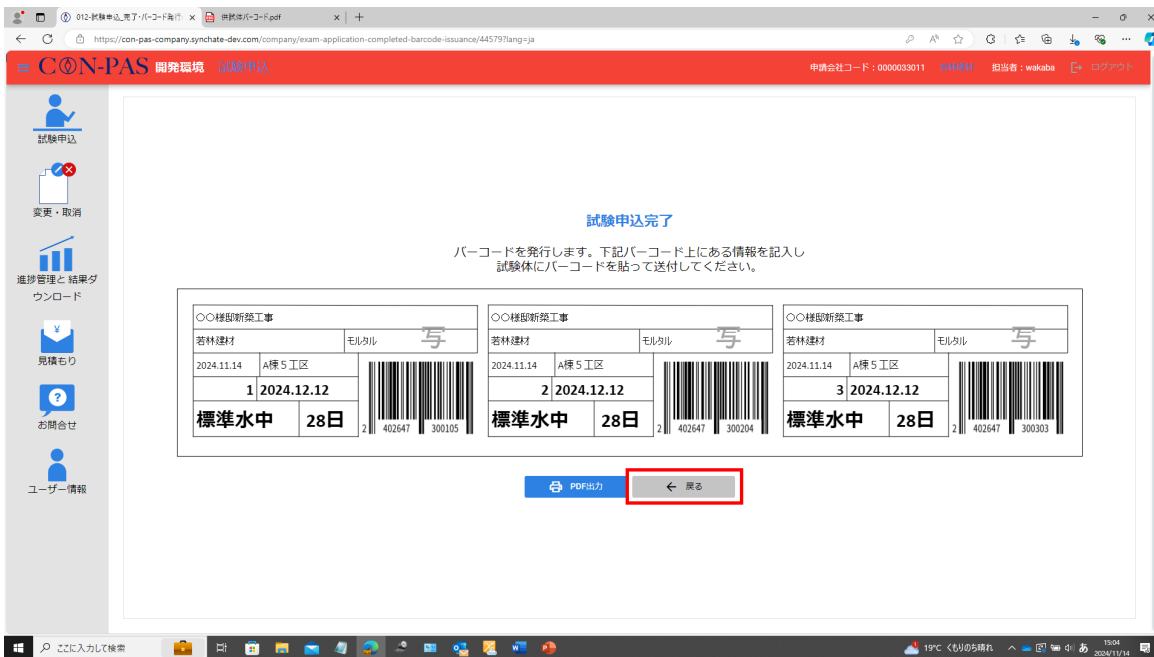 012-試験申込_完了・バーコード発行
供試体バーコード.pdf
https://con-pas-company.synchate-dev.com/company/exam-application-completed-barcode-issuance/44579?lang=ja
CON-PAS 開発環境 試験申込
申請会社コード：0000033011 若林建材 担当者：wakaba ログアウト
試験申込
変更・取消
進捗管理と結果ダ
ウンロード
¥
見積もり
?
お問合せ
ユーザー情報
試験申込完了
バーコードを発行します。下記バーコード上にある情報を記入し
試験体にバーコードを貼って送付してください。
〇〇様邸新築工事
若林建材 モルタル 写
2024.11.14 A棟５工区
1 2024.12.12
標準水中 28日
2 402647 300105
〇〇様邸新築工事
若林建材 モルタル 写
2024.11.14 A棟５工区
2 2024.12.12
標準水中 28日
2 402647 300204
〇〇様邸新築工事
若林建材 モルタル 写
2024.11.14 A棟５工区
3 2024.12.12
標準水中 28日
2 402647 300303
PDF出力
戻る
ここに入力して検索
19°C くもりのち晴れ
あ
15:04
2024/11/14